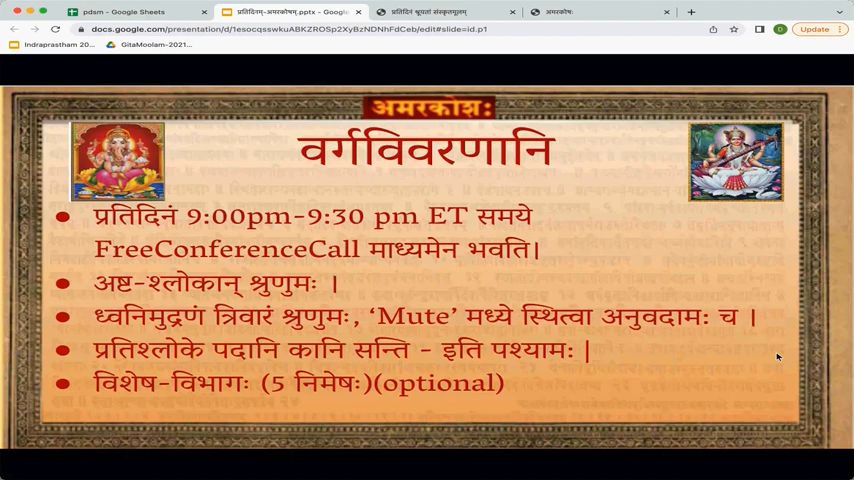 pdsm - Google Sheets
प्रतिदिनम्-अमरकोषम्.pptx - Google
प्रतिदिनं श्रूयतां संस्कृतमूलम्
अमरकोषः
docs.google.com/presentation/d/1esocqsswkuABKZROSp2XyBzNDNhFdCeb/edit#slide=id.p1
D
Update
Indraprastham 20...
GitaMoolam-2021...
अमरकोशः
वर्गविवरणानि
• प्रतिदिनं 9:00pm-9:30 pm ET समये
FreeConferenceCall माध्यमेन भवति।
• अष्ट-श्लोकान् श्रुणुमः ।
• ध्वनिमुद्रणं त्रिवारं श्रुणुमः, ‘Mute’ मध्ये स्थित्वा अनुवदामः च ।
• प्रतिश्लोके पदानि कानि सन्ति - इति पश्यामः |
• विशेष-विभागः (5 निमेषः)(optional)